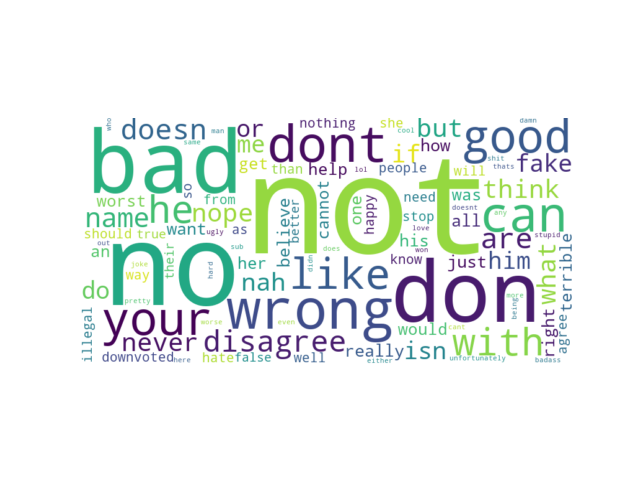 who
doesn
or
nothing
she
cool
but
damn
man
same
me
if
how
good
bad
dont
shit
thats
get
than
help
lol
people
will
fake
not
worst
so
from
nope
cannot
one
happy
need
was
think
name
he
want
ugly
as
believe
better
stop
love
all
can
any
should
true
his
won
are
stupid
out
their
sub
her
didn
does
know
just
him
what
terrible
an
no
like
don
do
joke
way
hard
nah
more
being
illegal
pretty
your
wrong
doesnt
right
agree
worse
even
would
cant
with
never
disagree
really
isn
downvoted
here
hate
false
well
either
unfortunately
badass